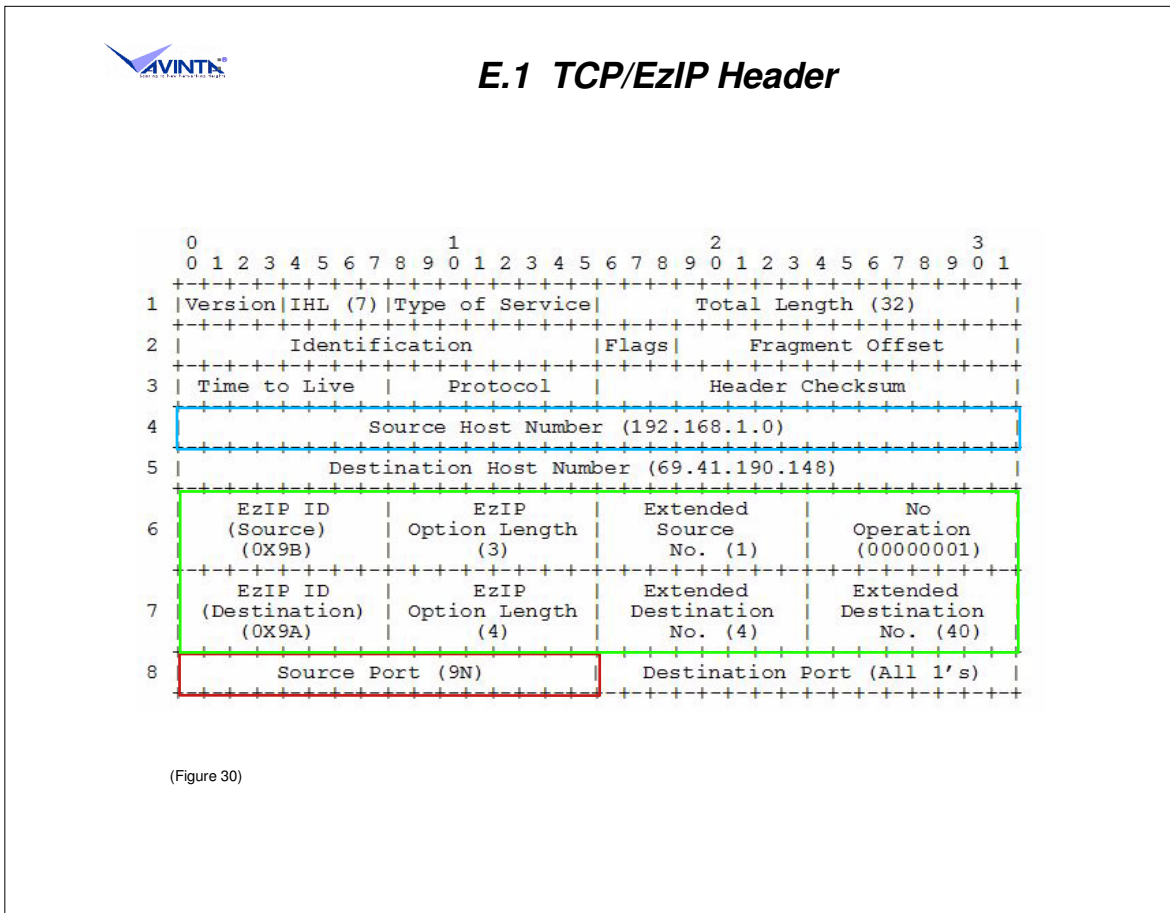 AVINTA®
E.1 TCP/EzIP Header
0                   1                   2                   3
0 1 2 3 4 5 6 7 8 9 0 1 2 3 4 5 6 7 8 9 0 1 2 3 4 5 6 7 8 9 0 1
+-+-+-+-+-+-+-+-+-+-+-+-+-+-+-+-+-+-+-+-+-+-+-+-+-+-+-+-+-+-+-+-+
1 |Version|IHL (7)|Type of Service|       Total Length (32)       |
+-+-+-+-+-+-+-+-+-+-+-+-+-+-+-+-+-+-+-+-+-+-+-+-+-+-+-+-+-+-+-+-+
2 |        Identification         |Flags|     Fragment Offset     |
+-+-+-+-+-+-+-+-+-+-+-+-+-+-+-+-+-+-+-+-+-+-+-+-+-+-+-+-+-+-+-+-+
3 | Time to Live  |    Protocol   |        Header Checksum        |
+-+-+-+-+-+-+-+-+-+-+-+-+-+-+-+-+-+-+-+-+-+-+-+-+-+-+-+-+-+-+-+-+
4 |              Source Host Number (192.168.1.0)                 |
+-+-+-+-+-+-+-+-+-+-+-+-+-+-+-+-+-+-+-+-+-+-+-+-+-+-+-+-+-+-+-+-+
5 |           Destination Host Number (69.41.190.148)             |
+-+-+-+-+-+-+-+-+-+-+-+-+-+-+-+-+-+-+-+-+-+-+-+-+-+-+-+-+-+-+-+-+
|    EzIP ID    |      EzIP     |   Extended    |       No      |
6 |   (Source)    | Option Length |    Source     |   Operation   |
|    (0X9B)     |      (3)      |     No. (1)   |   (00000001)  |
+-+-+-+-+-+-+-+-+-+-+-+-+-+-+-+-+-+-+-+-+-+-+-+-+-+-+-+-+-+-+-+-+
|    EzIP ID    |      EzIP     |   Extended    |    Extended   |
7 | (Destination) | Option Length |  Destination  |  Destination  |
|    (0X9A)     |      (4)      |     No. (4)   |     No. (40)  |
+-+-+-+-+-+-+-+-+-+-+-+-+-+-+-+-+-+-+-+-+-+-+-+-+-+-+-+-+-+-+-+-+
8 |       Source Port (9N)        |   Destination Port (All 1's)  |
+-+-+-+-+-+-+-+-+-+-+-+-+-+-+-+-+-+-+-+-+-+-+-+-+-+-+-+-+-+-+-+-+
(Figure 30)